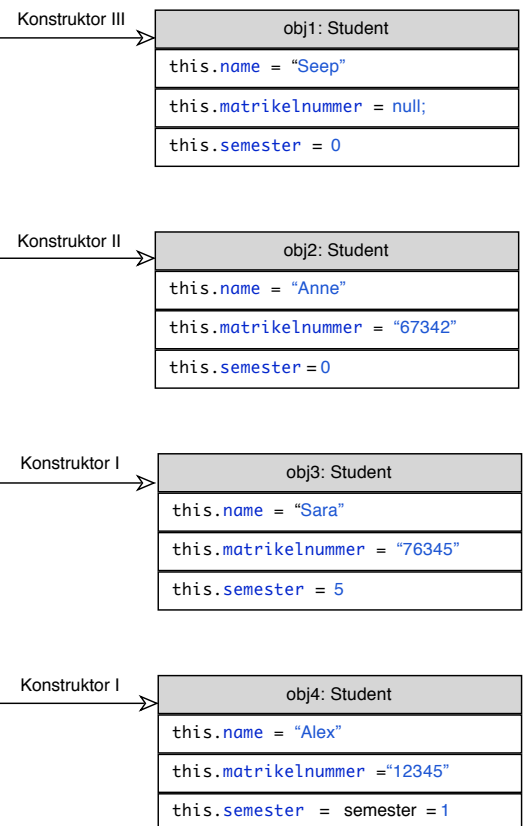 Konstruktor III
obj1: Student
this.name = “Seep”
this.matrikelnummer = null;
this.semester = 0
Konstruktor II
obj2: Student
this.name = “Anne”
this.matrikelnummer = “67342”
this.semester = 0
Konstruktor I
obj3: Student
this.name = “Sara”
this.matrikelnummer = “76345”
this.semester = 5
Konstruktor I
obj4: Student
this.name = “Alex”
this.matrikelnummer =“12345”
this.semester = semester = 1